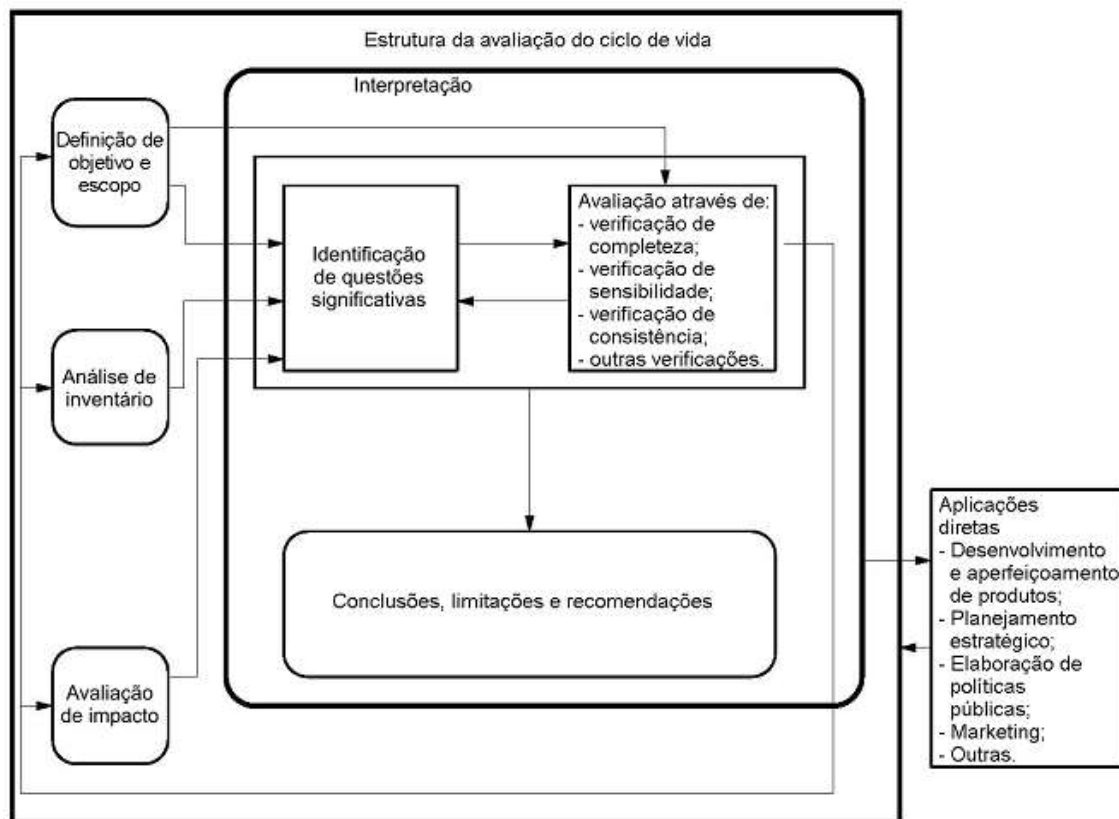 Estrutura da avaliação do ciclo de vida
Interpretação
Definição de
objetivo e
escopo
Identificação
de questões
significativas
Avaliação através de:
- verificação de
completeza;
- verificação de
sensibilidade;
- verificação de
consistência;
- outras verificações.
Análise de
inventário
Conclusões, limitações e recomendações
Avaliação
de impacto
Aplicações
diretas
- Desenvolvimento
e aperfeiçoamento
de produtos;
- Planejamento
estratégico;
- Elaboração de
políticas
públicas;
- Marketing;
- Outras.